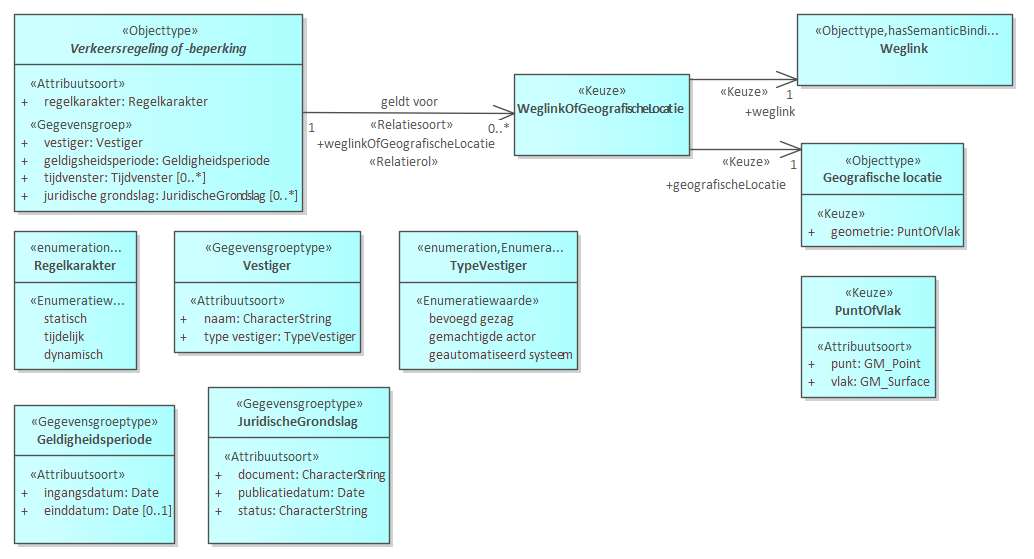 «Objecttype»
Verkeersregeling of -beperking
«Attribuutsoort»
+ regelkarakter: Regelkarakter
«Gegevensgroep»
+ vestiger: Vestiger
+ geldigsheidsperiode: Geldigheidsperiode
+ tijdvenster: Tijdvenster [0..*]
+ juridische grondslag: JuridischeGrondslag [0..*]
geldt voor
1
«Relatiesoort»
0..*
+weglinkOfGeografischeLocatie
«Relatierol»
«Keuze»
WeglinkOfGeografischeLocatie
«Keuze»
1
+weglink
«Objecttype,hasSemanticBindi...
Weglink
«Keuze»
1
+geografischeLocatie
«Objecttype»
Geografische locatie
«Keuze»
+ geometrie: PuntOfVlak
«enumeration...
Regelkarakter
«Enumeratiew...
statisch
tijdelijk
dynamisch
«Gegevensgroeptype»
Vestiger
«Attribuutsoort»
+ naam: CharacterString
+ type vestiger: TypeVestiger
«enumeration,Enumera...
TypeVestiger
«Enumeratiewaarde»
bevoegd gezag
gemachtigde actor
geautomatiseerd systeem
«Keuze»
PuntOfVlak
«Attribuutsoort»
+ punt: GM_Point
+ vlak: GM_Surface
«Gegevensgroeptype»
Geldigheidsperiode
«Attribuutsoort»
+ ingangsdatum: Date
+ einddatum: Date [0..1]
«Gegevensgroeptype»
JuridischeGrondslag
«Attribuutsoort»
+ document: CharacterString
+ publicatiedatum: Date
+ status: CharacterString